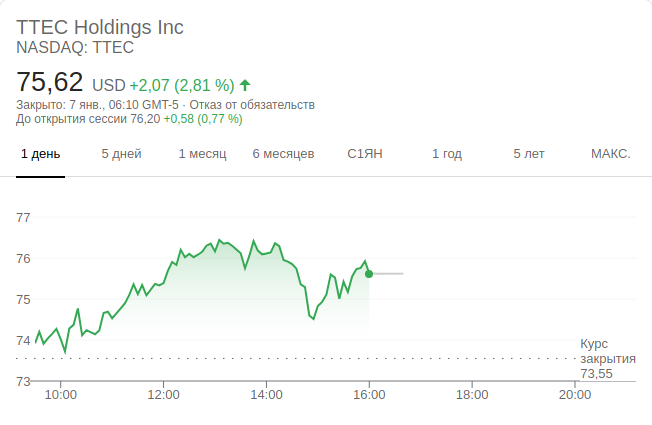 TTEC Holdings Inc
NASDAQ: TTEC
75,62 USD +2,07 (2,81 %)
Закрыто: 7 янв., 06:10 GMT-5 · Отказ от обязательств
До открытия сессии 76,20 +0,58 (0,77 %)
1 день 5 дней 1 месяц 6 месяцев С1ЯН 1 год 5 лет МАКС.
77
76
75
74
Курс
закрытия
73,55
73
10:00 12:00 14:00 16:00 18:00 20:00